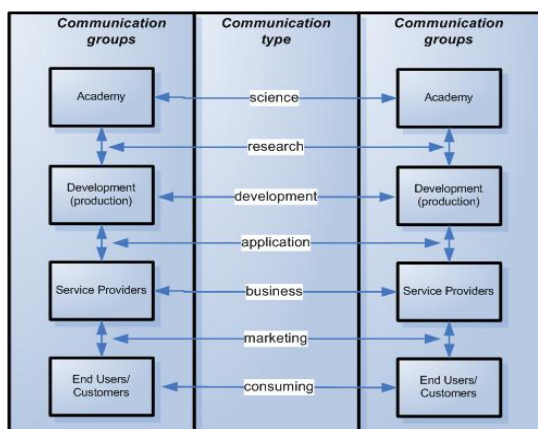 Communication groups
Communication type
Communication groups
Academy
science
Academy
research
Development
(production)
development
Development
(production)
application
Service Providers
business
Service Providers
marketing
End Users/
Customers
consuming
End Users/
Customers